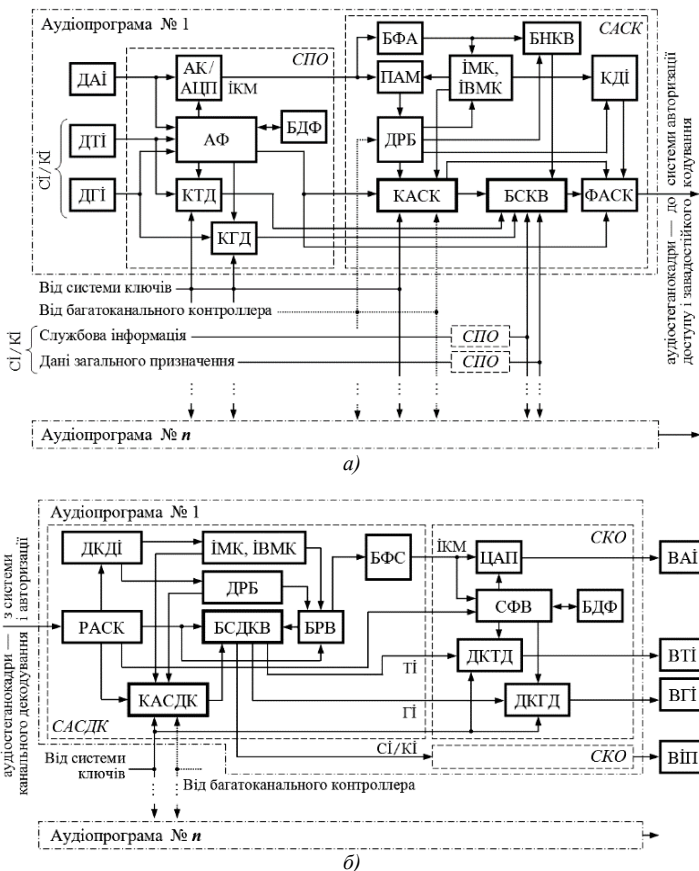 Аудіопрограма № 1
САСК
СПО
БФА
БНКВ
ДАІ
АК/
АЦП
ІКМ
ПАМ
ІМК,
ІВМК
КДІ
СІ/КІ
ДТІ
АФ
БДФ
ДРБ
ДГІ
КТД
КАСК
БСКВ
ФАСК
КГД
Від системи ключів
Від багатоканального контроллера
СІ/КІ
Службова інформація
СПО
Дані загального призначення
СПО
аудіостеганокадри — до системи авторизації
доступу і завадостійкого кодування
Аудіопрограма № n
а)
Аудіопрограма № 1
СКО
ДКДІ
ІМК, ІВМК
БФС
ІКМ
ЦАП
ВАІ
ДРБ
СФВ
БДФ
РАСК
БСДКВ
БРВ
ТІ
ДКТД
ВТІ
КАСДК
ГІ
ДКГД
ВГІ
САСДК
СІ/КІ
СКО
ВІП
аудіостеганокадри — з системи
канального декодування і авторизації
Від системи
ключів
Від багатоканального контроллера
Аудіопрограма № n
б)